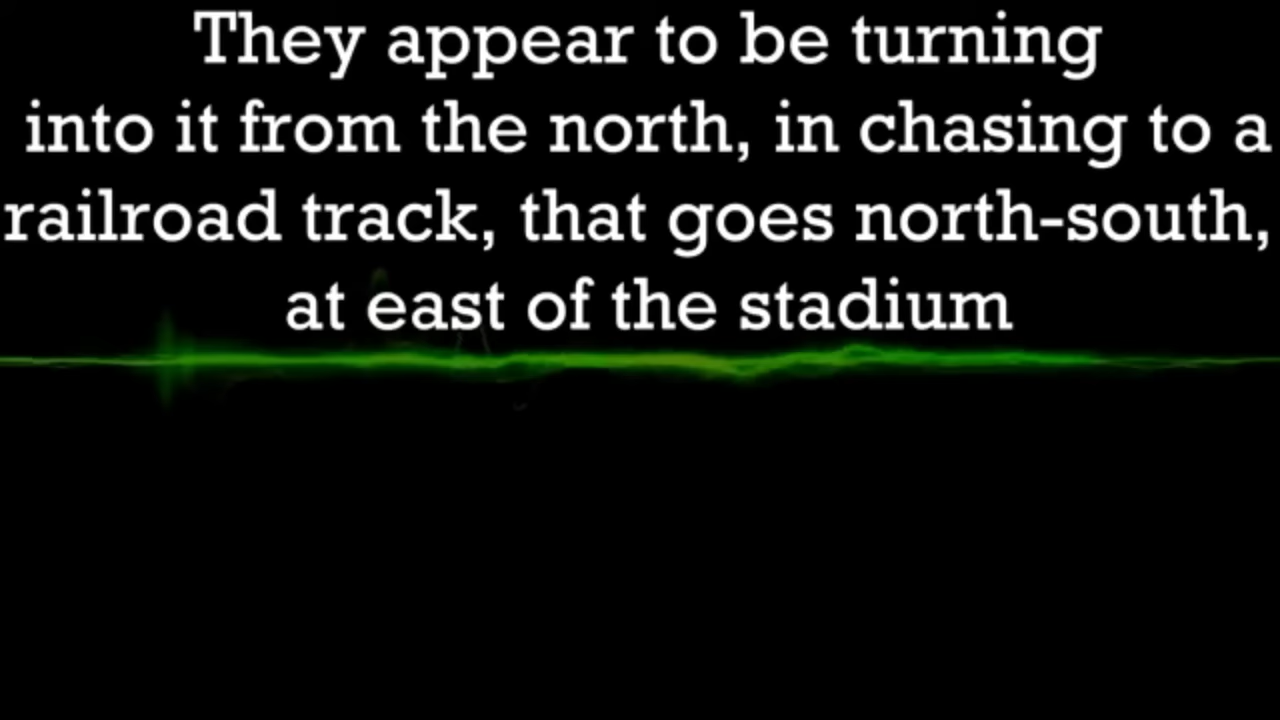 They appear to be turning
into it from the north, in chasing to a
railroad track, that goes north-south,
at east of the stadium